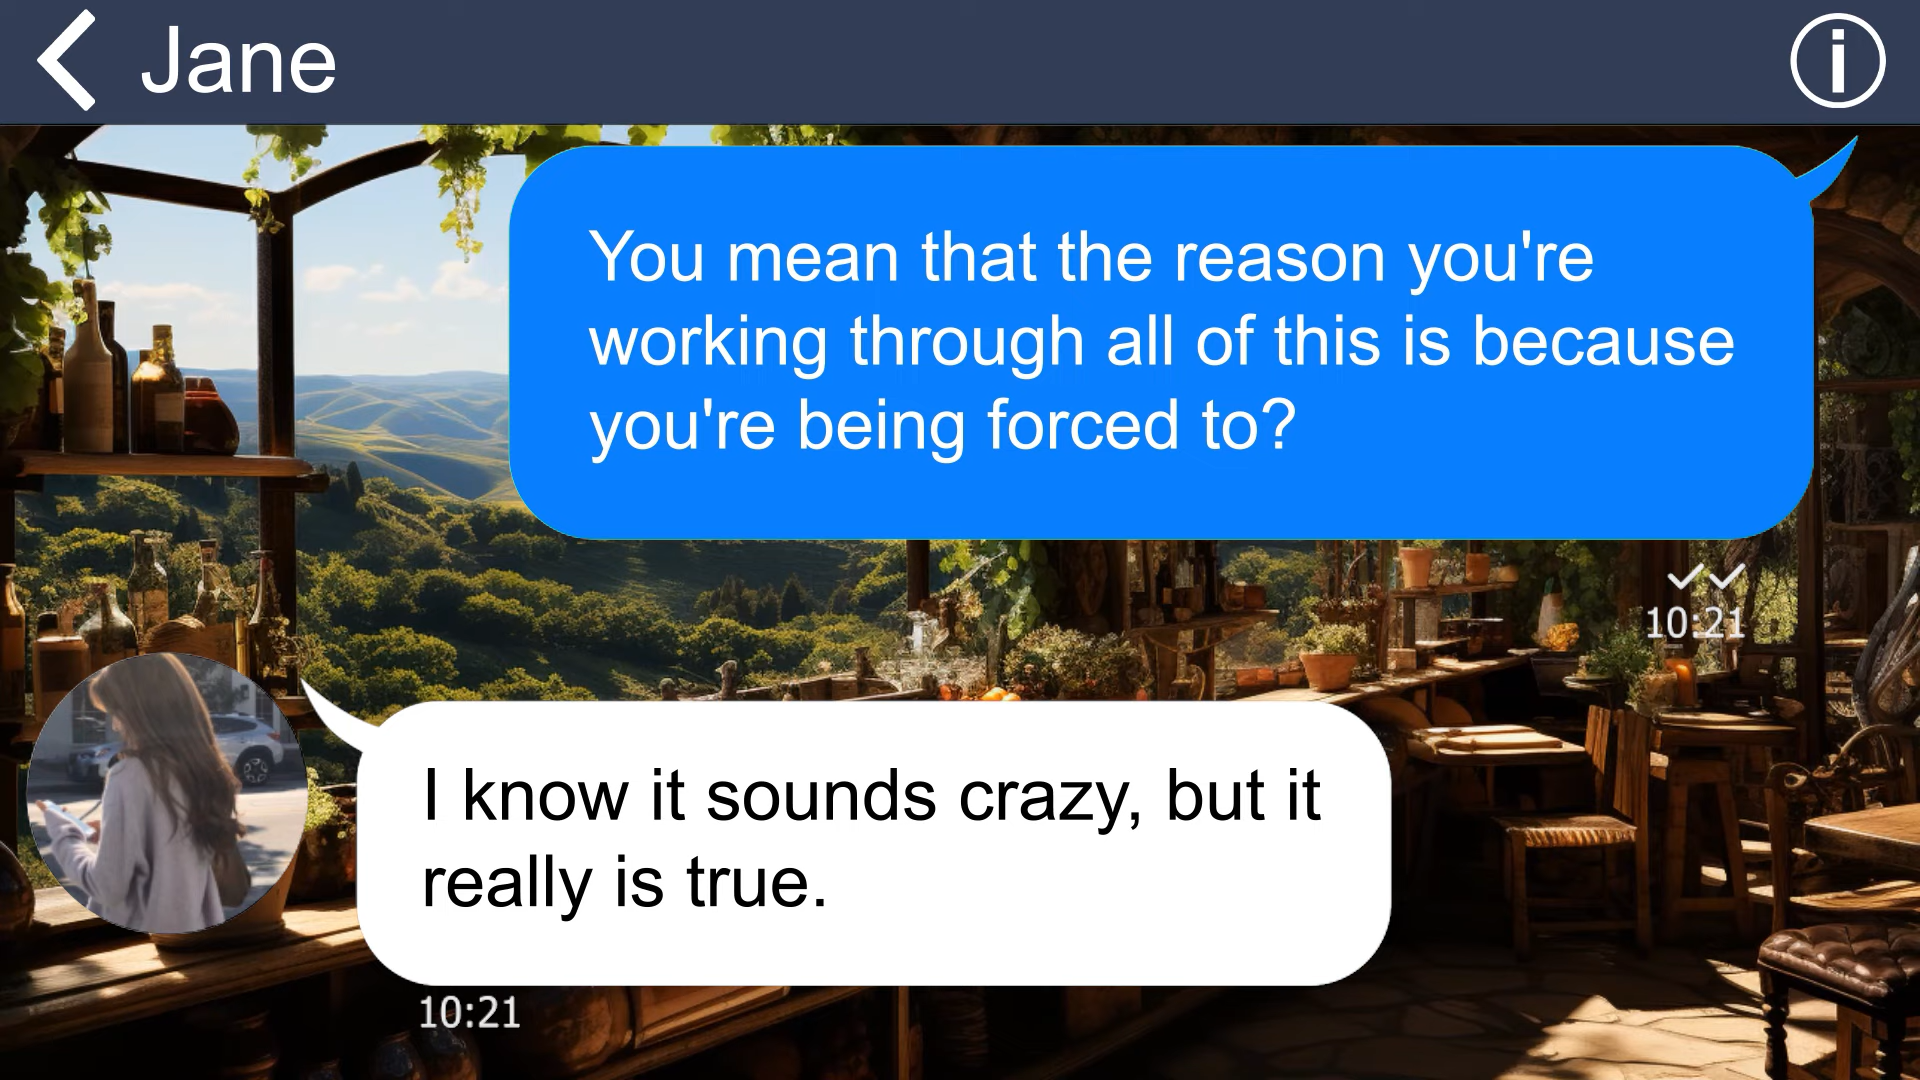 Jane
You mean that the reason you're
working through all of this is because
you're being forced to?
10:21
I know it sounds crazy, but it
really is true.
10:21